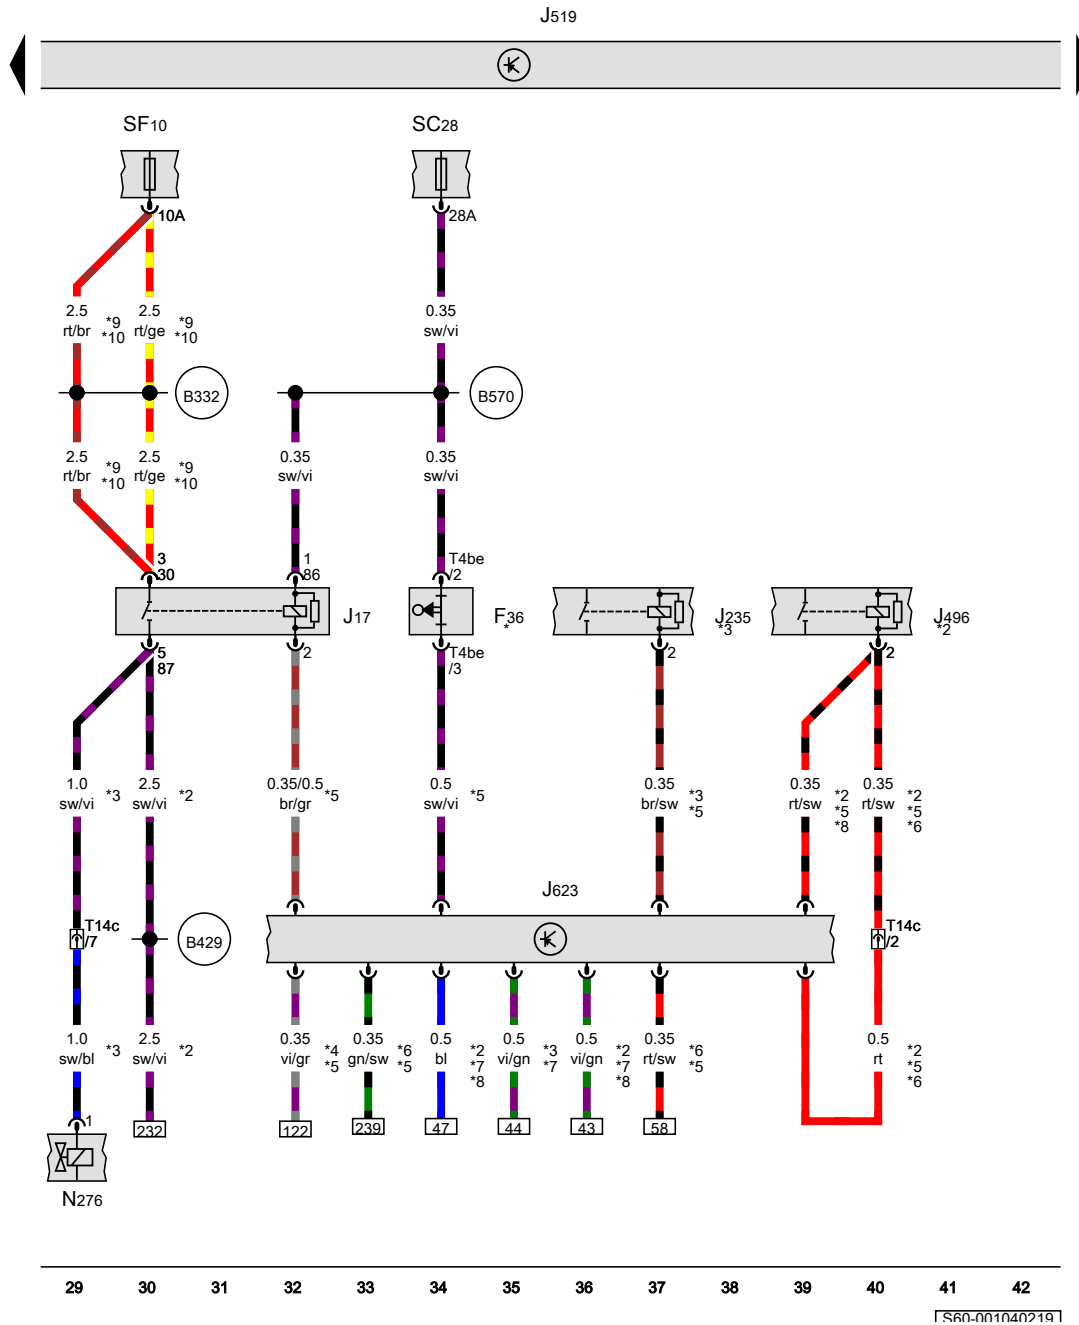 J519
SF10 SC28
10A 28A
2.5 2.5 0.35
rt/br *9 rt/ge *9 sw/vi
*10 *10
B332 B570
2.5 2.5 0.35 0.35
rt/br *9 rt/ge *9 sw/vi sw/vi
*10 *10
3 1 T4be
30 86 /2
J17 F36 J235 J496
* *3 *2
5 2 T4be 2 2
87 /3
1.0 2.5 0.35/0.5 0.5 0.35 0.35 0.35
sw/vi *3 sw/vi *2 br/gr *5 sw/vi *5 br/sw *3 rt/sw *2 rt/sw *2
*5 *5 *5
*8 *6
J623
T14c T14c
/7 B429 /2
1.0 2.5 0.35 0.35 0.5 0.5 0.5 0.35 0.5
sw/bl *3 sw/vi *2 vi/gr *4 gn/sw *6 bl *2 vi/gn *3 vi/gn *2 rt/sw *6 rt *2
*5 *5 *7 *7 *7 *5 *5
*8 *8 *6
1
232 122 239 47 44 43 58
N276
29 30 31 32 33 34 35 36 37 38 39 40 41 42
S60-001040219